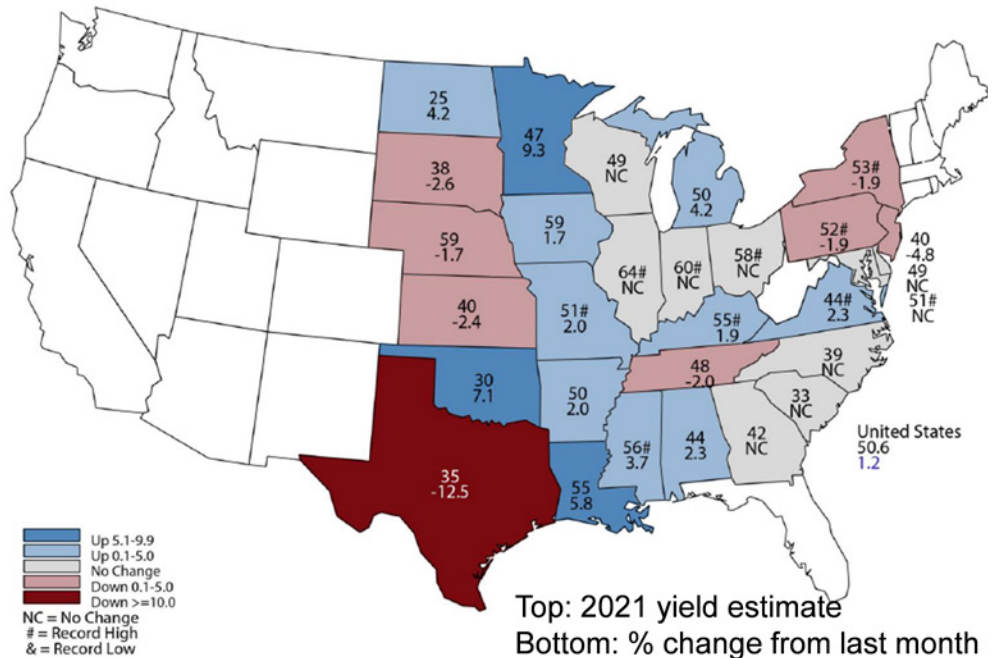 25
4.2
47
9.3
49
NC
38
-2.6
50
4.2
53#
-1.9
59
-1.7
59
1.7
52#
-1.9
40
-4.8
49
NC
51#
NC
64#
NC
60#
NC
58#
NC
40
-2.4
51#
2.0
55#
1.9
44#
2.3
30
7.1
50
2.0
48
-2.0
39
NC
33
NC
35
-12.5
55
5.8
56#
3.7
44
2.3
42
NC
United States
50.6
1.2
Up 5.1-9.9
Up 0.1-5.0
No Change
Down 0.1-5.0
Down >=10.0
NC = No Change
# = Record High
& = Record Low
Top: 2021 yield estimate
Bottom: % change from last month